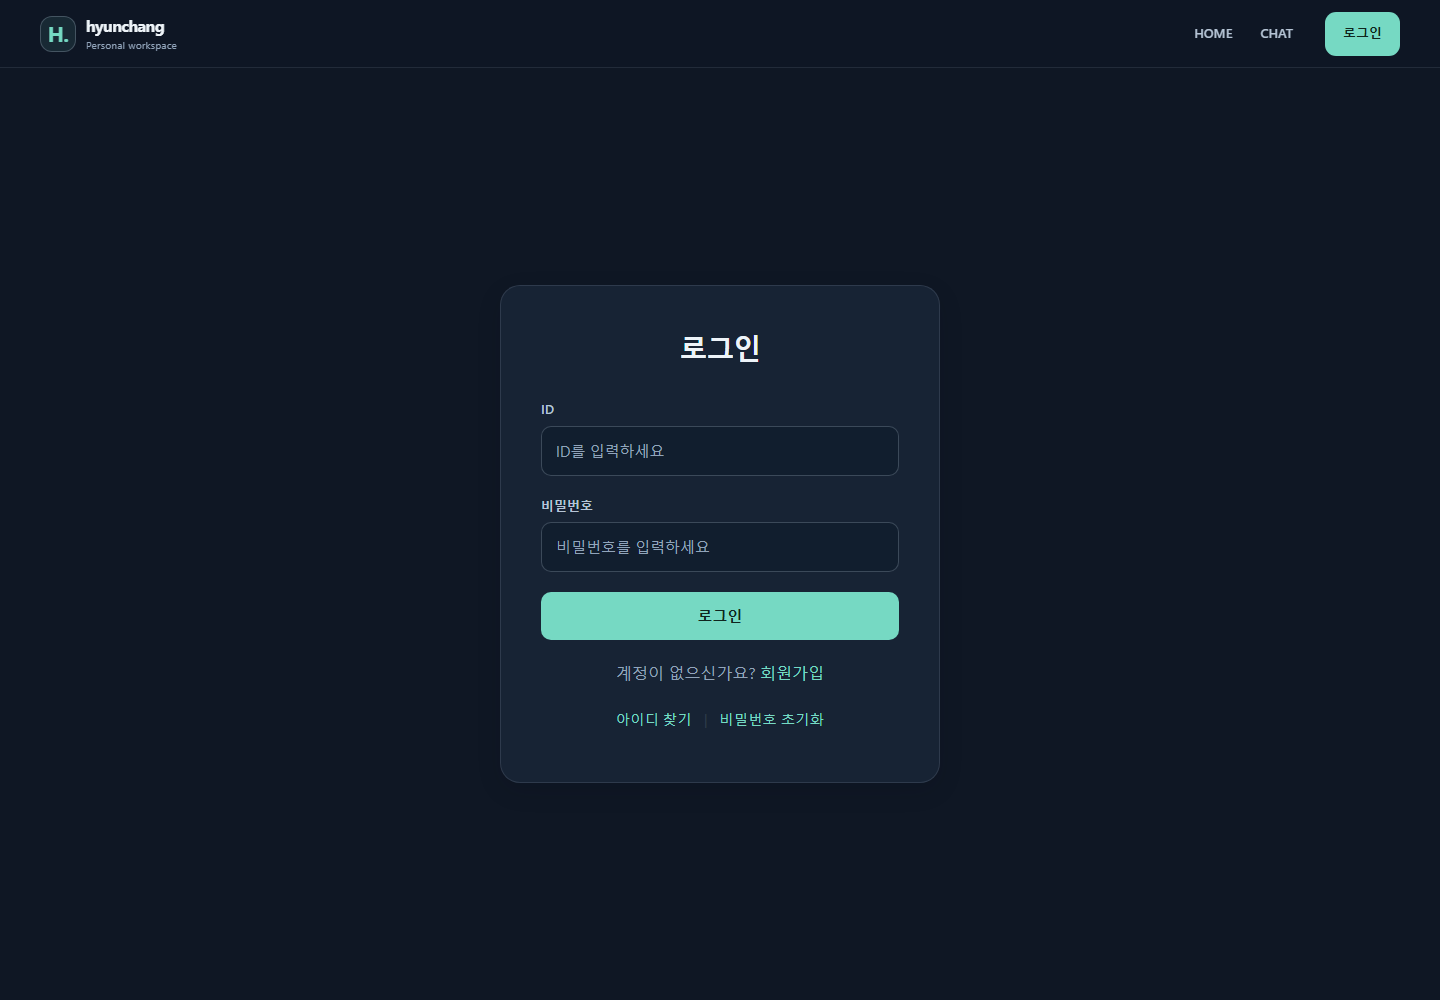 H.
hyunchang
Personal workspace
HOME
CHAT
로그인
로그인
ID
ID를 입력하세요
비밀번호
비밀번호를 입력하세요
로그인
계정이 없으신가요? 회원가입
아이디 찾기 | 비밀번호 초기화